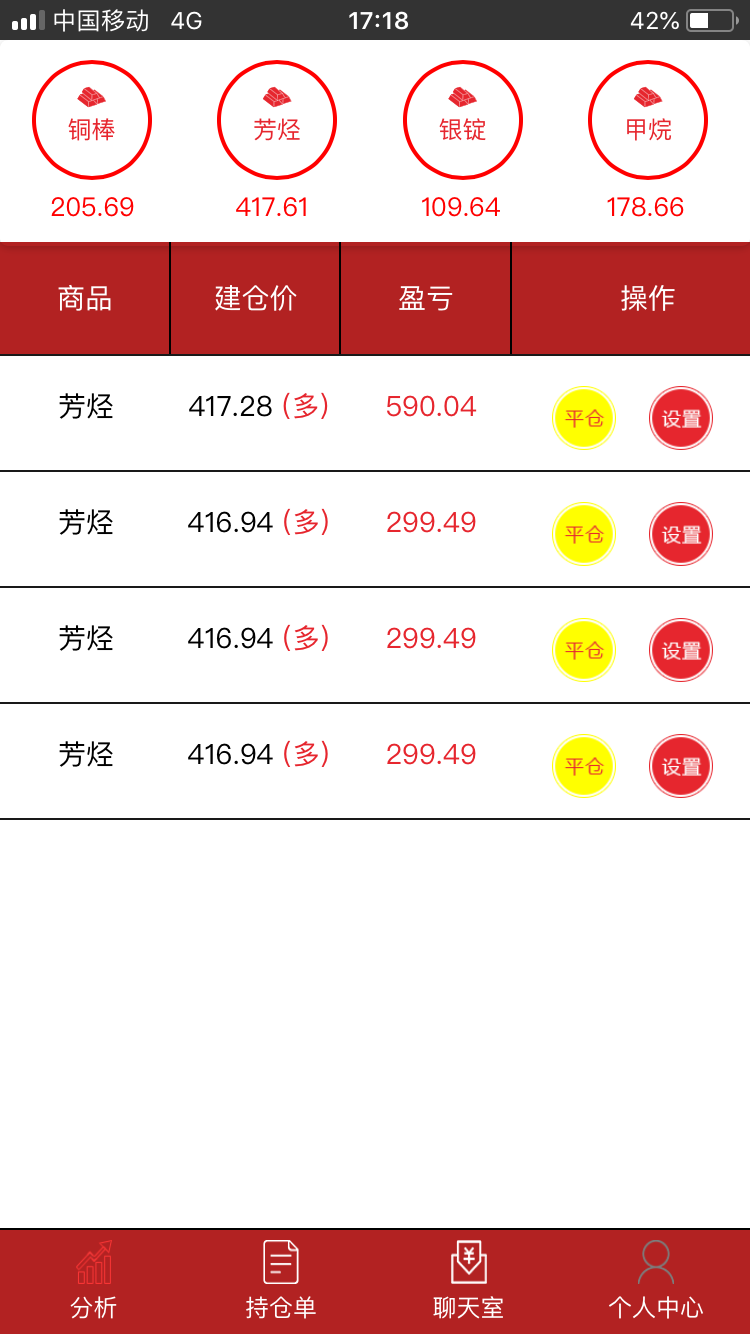 中国移动 4G 17:18 42%
铜棒 芳烃 银锭 甲烷
205.69 417.61 109.64 178.66
商品 建仓价 盈亏 操作
芳烃 417.28 (多) 590.04 平仓 设置
芳烃 416.94 (多) 299.49 平仓 设置
芳烃 416.94 (多) 299.49 平仓 设置
芳烃 416.94 (多) 299.49 平仓 设置
分析 持仓单 聊天室 个人中心